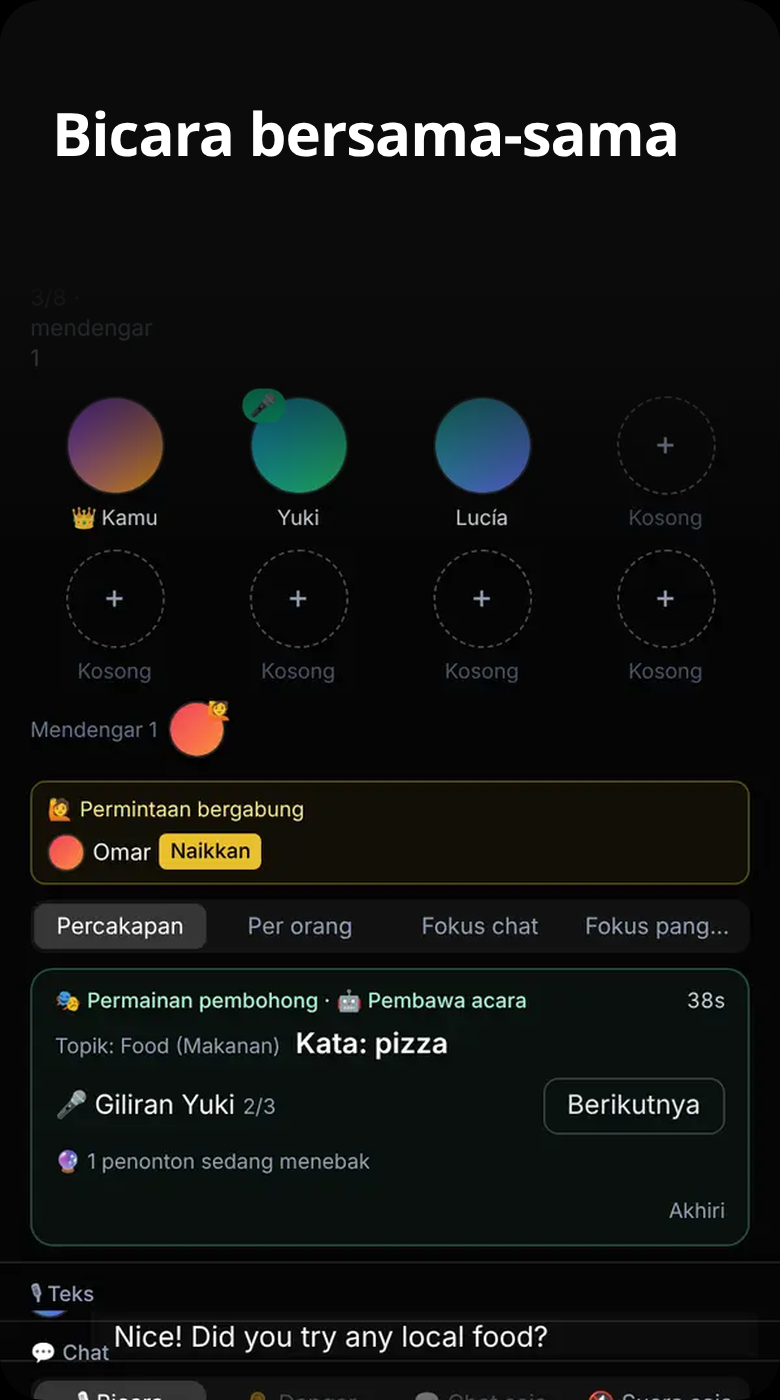 Bicara bersama-sama
3/8 ·
mendengar
1
👑 Kamu
Yuki
Lucía
Kosong
Kosong
Kosong
Kosong
Kosong
Mendengar 1
🙋 Permintaan bergabung
Omar Naikkan
Percakapan Per orang Fokus chat Fokus pang...
🎭 Permainan pembohong · 🤖 Pembawa acara 38s
Topik: Food (Makanan) Kata: pizza
🎤 Giliran Yuki 2/3 Berikutnya
🔮 1 penonton sedang menebak
Akhiri
🎙 Teks
Nice! Did you try any local food?
💬 Chat
🎙 Bicara